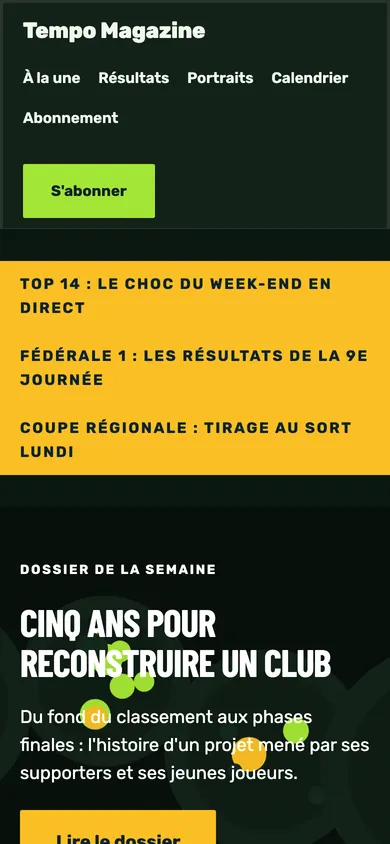 Tempo Magazine
À la une Résultats Portraits Calendrier
Abonnement
S'abonner
TOP 14 : LE CHOC DU WEEK-END EN
DIRECT
FÉDÉRALE 1 : LES RÉSULTATS DE LA 9E
JOURNÉE
COUPE RÉGIONALE : TIRAGE AU SORT
LUNDI
DOSSIER DE LA SEMAINE
CINQ ANS POUR
RECONSTRUIRE UN CLUB
Du fond du classement aux phases
finales : l'histoire d'un projet mené par ses
supporters et ses jeunes joueurs.
Lire le dossier